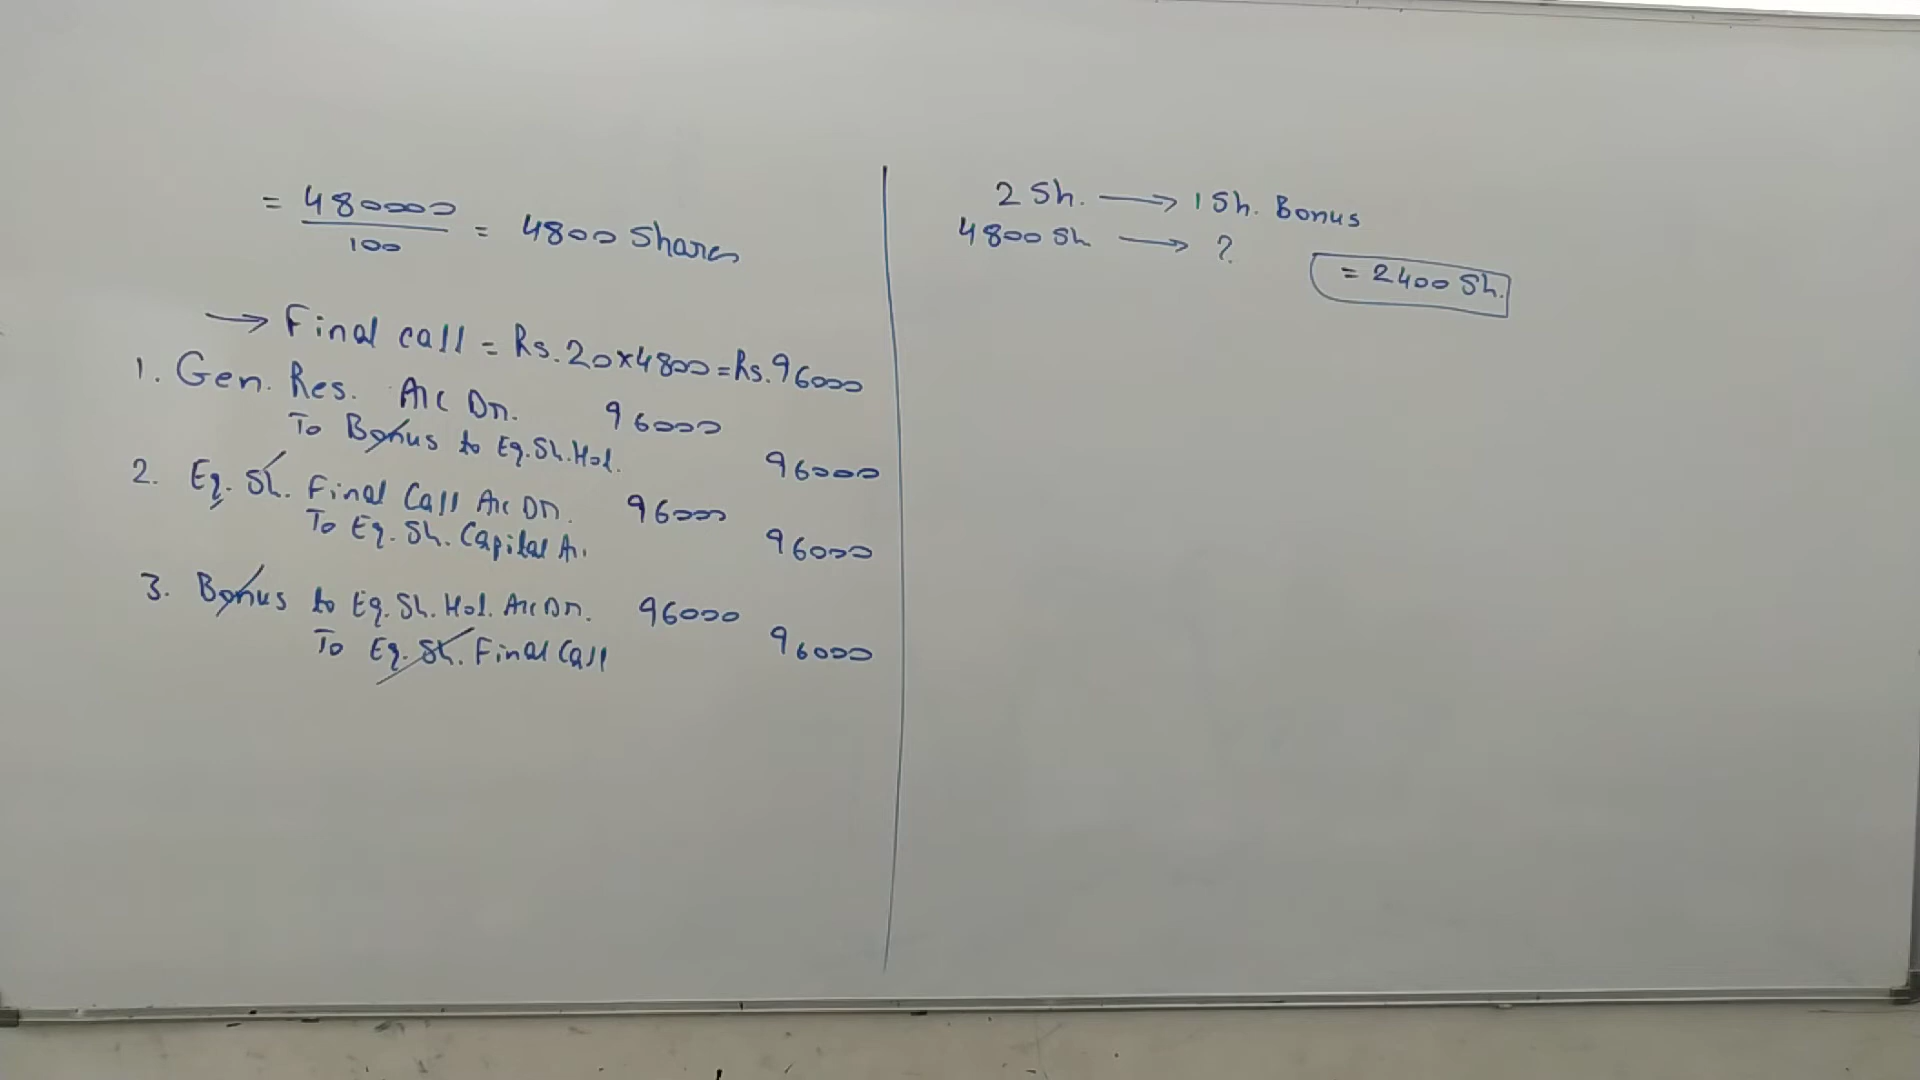 = 480000 / 100 = 4800 Shares
→ Final call = Rs.20x4800=Rs.96000
1. Gen. Res. A/c Dr. 96000
To Bonus to Eq.Sh.Hol. 96000
2. Eq. Sh. Final Call A/c Dr. 96000
To Eq. Sh. Capital A. 96000
3. Bonus to Eq.Sh.Hol. A/c Dr. 96000
To Eq.Sh. Final Call 96000
2 Sh. → 1 Sh. Bonus
4800 Sh → ?
= 2400 Sh.